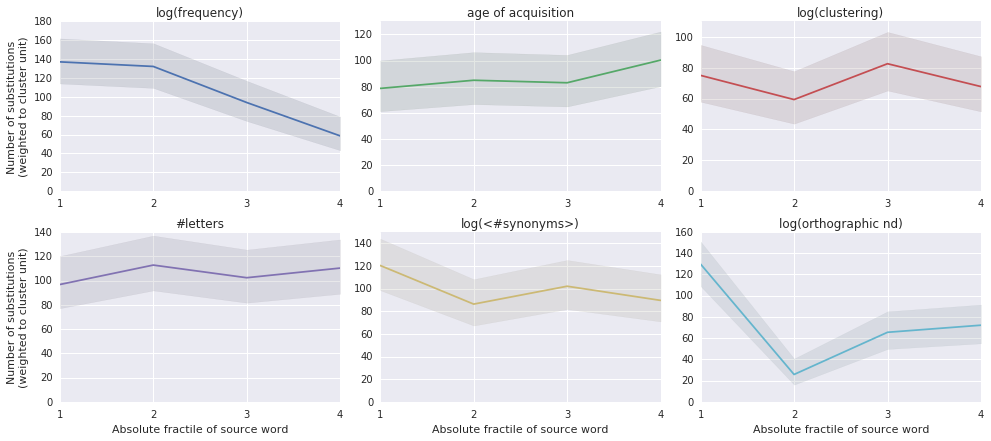 log(frequency)
age of acquisition
log(clustering)
Number of substitutions
(weighted to cluster unit)
180
160
140
120
100
80
60
40
20
0
1 2 3 4
120
100
80
60
40
20
0
1 2 3 4
100
80
60
40
20
0
1 2 3 4
#letters
log(<#synonyms>)
log(orthographic nd)
Number of substitutions
(weighted to cluster unit)
140
120
100
80
60
40
20
0
1 2 3 4
Absolute fractile of source word
140
120
100
80
60
40
20
0
1 2 3 4
Absolute fractile of source word
160
140
120
100
80
60
40
20
0
1 2 3 4
Absolute fractile of source word